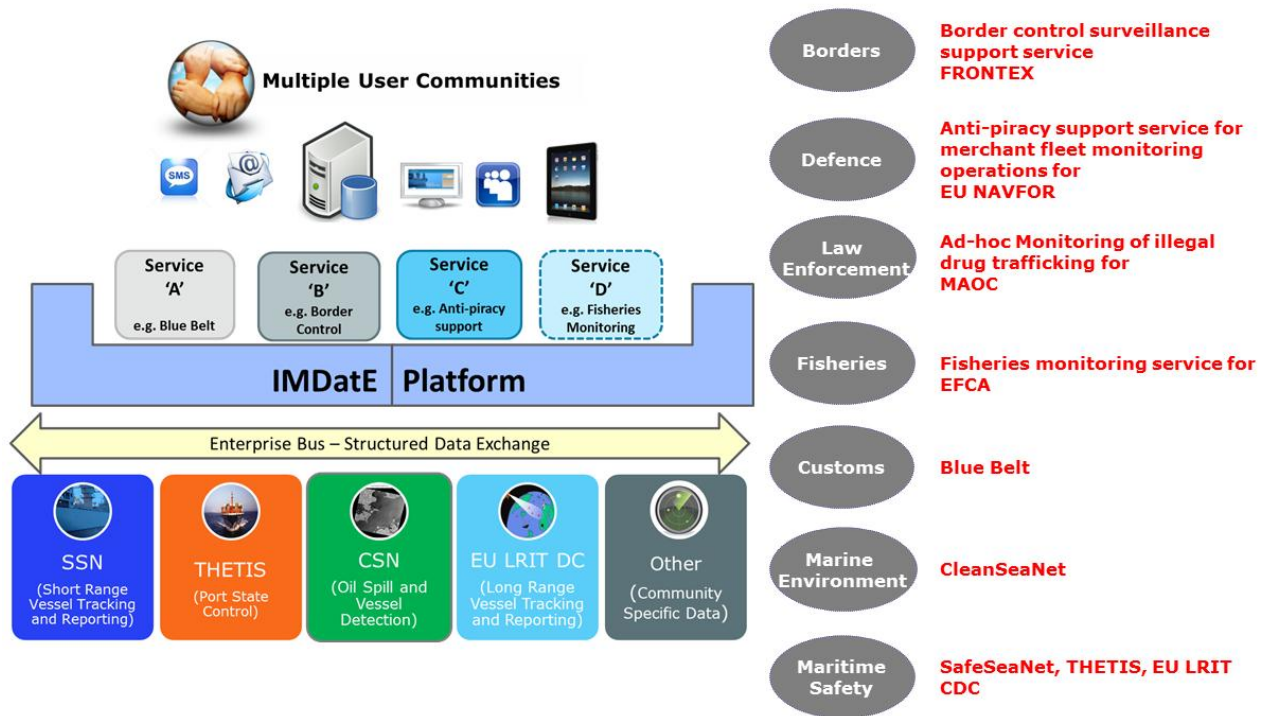 Multiple User Communities
SMS
@
Service
'A'
e.g. Blue Belt
Service
'B'
e.g. Border
Control
Service
'C'
e.g. Anti-piracy
support
Service
'D'
e.g. Fisheries
Monitoring
IMDatE Platform
Enterprise Bus – Structured Data Exchange
SSN
(Short Range
Vessel Tracking
and Reporting)
THETIS
(Port State
Control)
CSN
(Oil Spill and
Vessel
Detection)
EU LRIT DC
(Long Range
Vessel Tracking
and Reporting)
Other
(Community
Specific Data)
Borders
Border control surveillance
support service
FRONTEX
Defence
Anti-piracy support service for
merchant fleet monitoring
operations for
EU NAVFOR
Law
Enforcement
Ad-hoc Monitoring of illegal
drug trafficking for
MAOC
Fisheries
Fisheries monitoring service for
EFCA
Customs
Blue Belt
Marine
Environment
CleanSeaNet
Maritime
Safety
SafeSeaNet, THETIS, EU LRIT
CDC